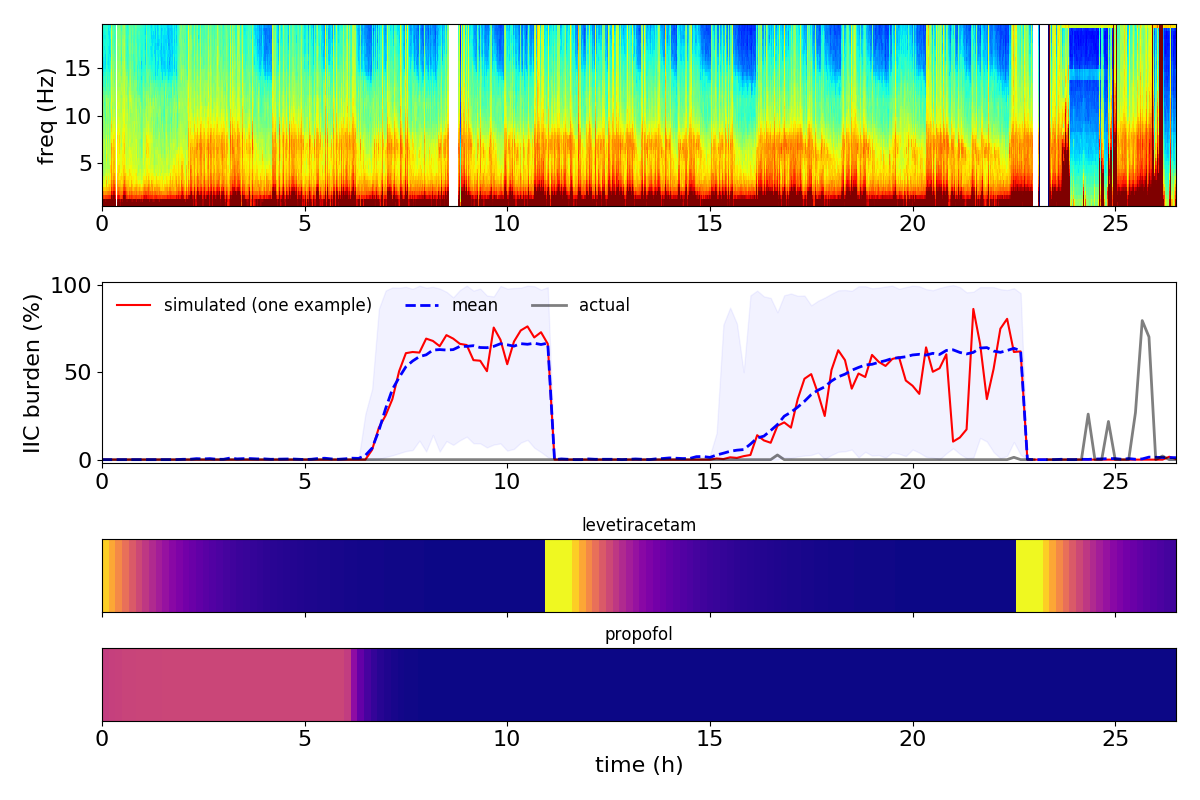 freq (Hz)
15
10
5
0 5 10 15 20 25
IIC burden (%)
100
50
0
simulated (one example) mean actual
0 5 10 15 20 25
levetiracetam
propofol
0 5 10 15 20 25
time (h)